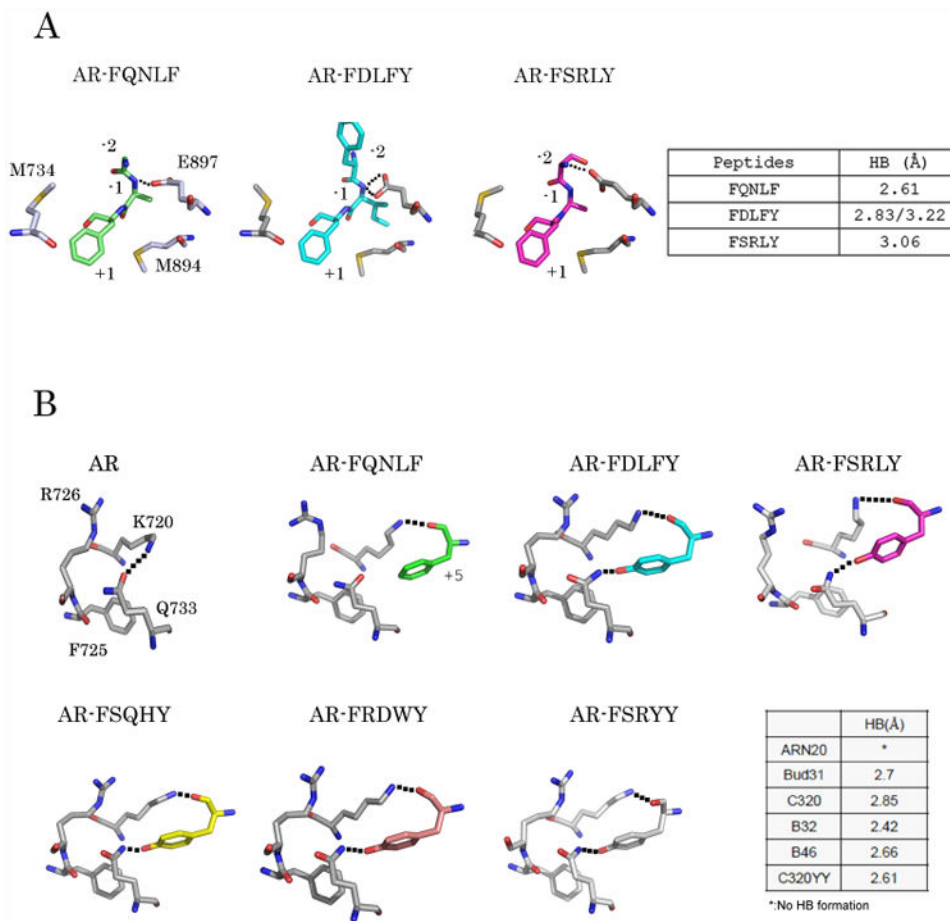 A
AR-FQNLF
AR-FDLFY
AR-FSRLY
M734
-2
-1
E897
M894
+1
-2
-1
+1
-2
-1
+1
Peptides HB (Å)
FQNLF 2.61
FDLFY 2.83/3.22
FSRLY 3.06
B
AR
AR-FQNLF
AR-FDLFY
AR-FSRLY
R726
K720
Q733
F725
+5
AR-FSQHY
AR-FRDWY
AR-FSRYY
HB(Å)
ARN20 *
Bud31 2.7
C320 2.85
B32 2.42
B46 2.66
C320YY 2.61
*:No HB formation